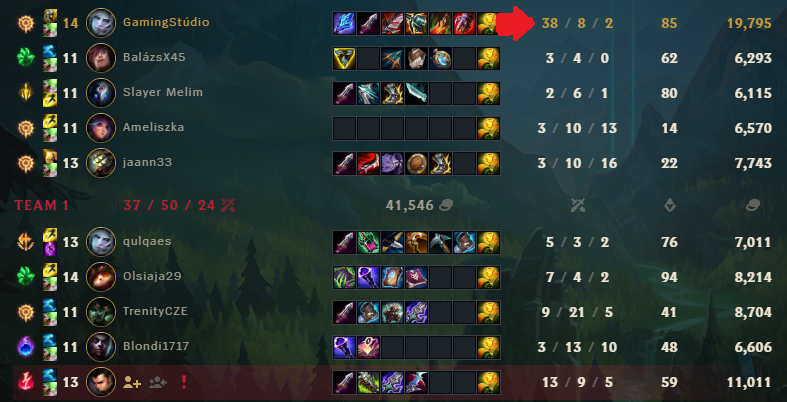 14 GamingStúdio 38 / 8 / 2 85 19,795
11 BalázsX45 3 / 4 / 0 62 6,293
11 Slayer Melim 2 / 6 / 1 80 6,115
11 Ameliszka 3 / 10 / 13 14 6,570
13 jaann33 3 / 10 / 16 22 7,743
TEAM 1 37 / 50 / 24 41,546
13 qulqaes 5 / 3 / 2 76 7,011
14 Olsiaja29 7 / 4 / 2 94 8,214
11 TrenityCZE 9 / 21 / 5 41 8,704
11 Blondi1717 3 / 13 / 10 48 6,606
13 ! 13 / 9 / 5 59 11,011